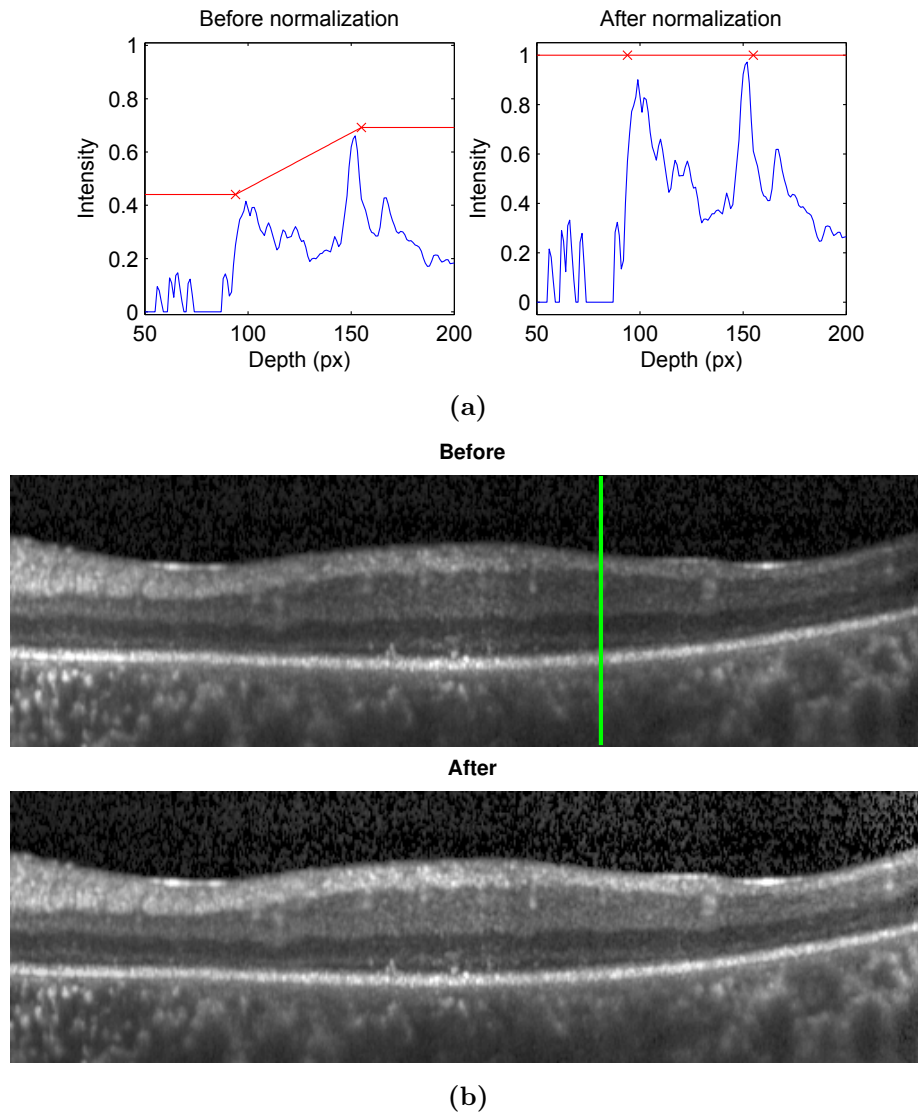 Before normalization
1
0.8
0.6
0.4
0.2
0
Intensity
50 100 150 200
Depth (px)
After normalization
1
0.8
0.6
0.4
0.2
0
Intensity
50 100 150 200
Depth (px)
(a)
Before
After
(b)